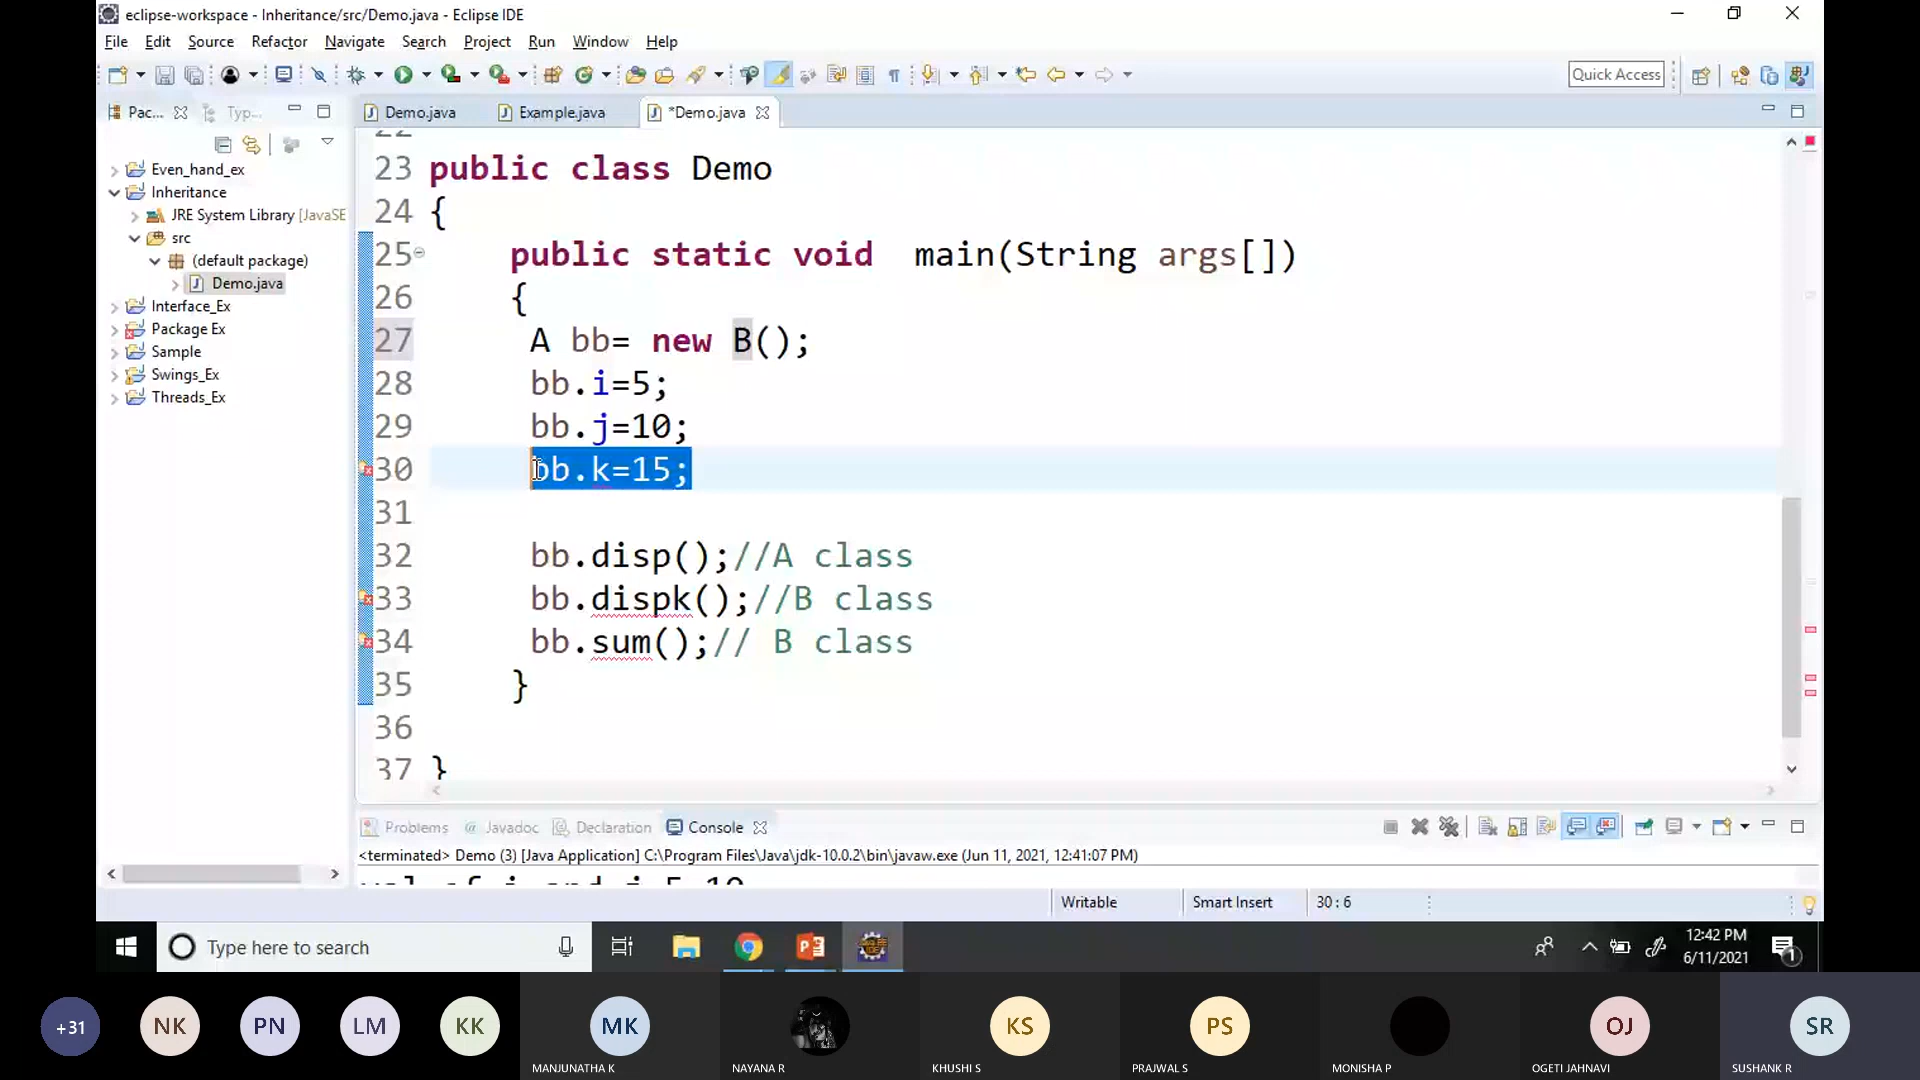 eclipse-workspace - Inheritance/src/Demo.java - Eclipse IDE
File Edit Source Refactor Navigate Search Project Run Window Help
Quick Access
Pac... Typ...
Demo.java Example.java *Demo.java
Even_hand_ex
Inheritance
JRE System Library [JavaSE
src
(default package)
Demo.java
Interface_Ex
Package Ex
Sample
Swings_Ex
Threads_Ex
22
23 public class Demo
24 {
25 public static void main(String args[])
26 {
27 A bb= new B();
28 bb.i=5;
29 bb.j=10;
30 bb.k=15;
31
32 bb.disp();//A class
33 bb.dispk();//B class
34 bb.sum();// B class
35 }
36
37 }
Problems @ Javadoc Declaration Console
<terminated> Demo (3) [Java Application] C:\Program Files\Java\jdk-10.0.2\bin\javaw.exe (Jun 11, 2021, 12:41:07 PM)
val of i and j 5 10
Writable Smart Insert 30 : 6
Type here to search
12:42 PM
6/11/2021
1
+31 NK PN LM KK MK KS PS OJ SR
MANJUNATHA K NAYANA R KHUSHI S PRAJWAL S MONISHA P OGETI JAHNAVI SUSHANK R